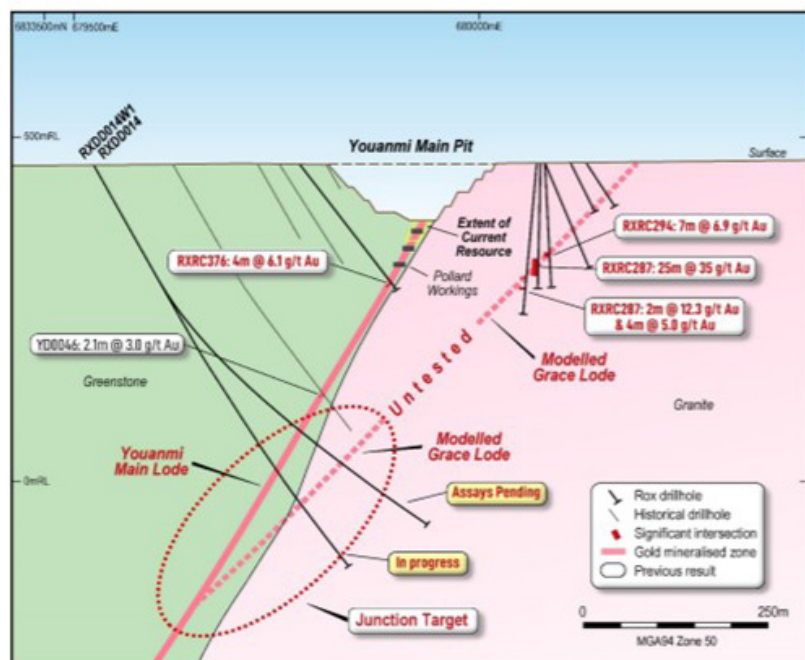 6833500mN
679500mE
680000mE
RXDD014W1
RXDD014
500mRL
Youanmi Main Pit
Surface
Extent of
Current
Resource
RXRC294: 7m @ 6.9 g/t Au
RXRC376: 4m @ 6.1 g/t Au
RXRC287: 25m @ 35 g/t Au
Pollard
Workings
RXRC287: 2m @ 12.3 g/t Au
& 4m @ 5.0 g/t Au
YD0046: 2.1m @ 3.0 g/t Au
Untested
Modelled
Grace Lode
Greenstone
Granite
Youanmi
Main Lode
Modelled
Grace Lode
0mRL
Assays Pending
In progress
Junction Target
Rox drillhole
Historical drillhole
Significant intersection
Gold mineralised zone
Previous result
0
250m
MGA94 Zone 50